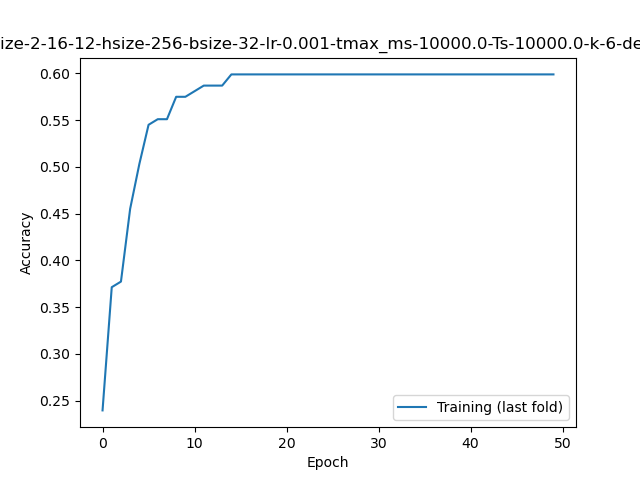 ize-2-16-12-hsize-256-bsize-32-lr-0.001-tmax_ms-10000.0-Ts-10000.0-k-6-de
0.60
0.55
0.50
0.45
0.40
0.35
0.30
0.25
Accuracy
Training (last fold)
0 10 20 30 40 50
Epoch